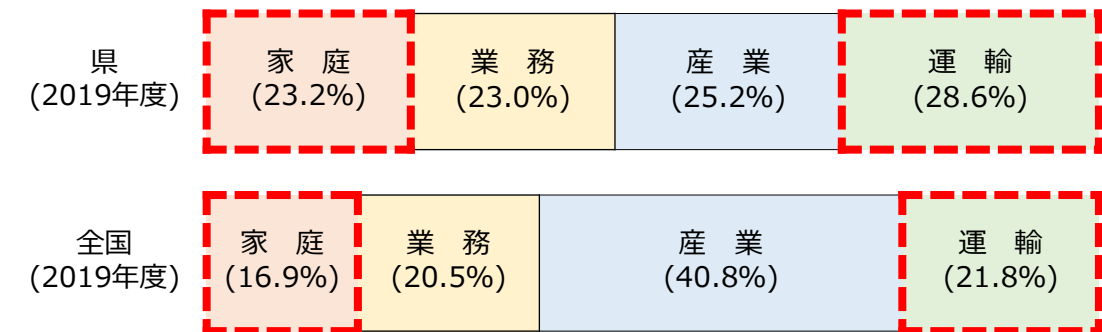 県
(2019年度)
家 庭
(23.2%)
業 務
(23.0%)
産 業
(25.2%)
運 輸
(28.6%)
全国
(2019年度)
家 庭
(16.9%)
業 務
(20.5%)
産 業
(40.8%)
運 輸
(21.8%)